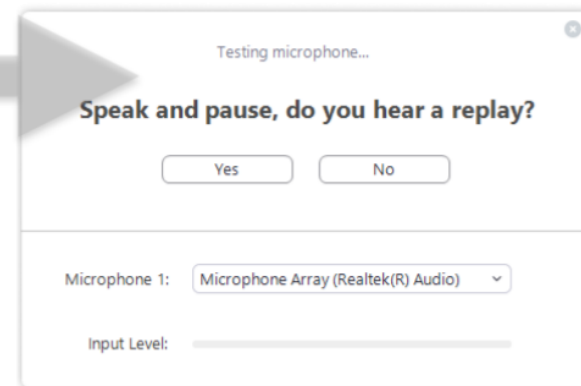 Testing microphone...
Speak and pause, do you hear a replay?
Yes No
Microphone 1: Microphone Array (Realtek(R) Audio)
Input Level: